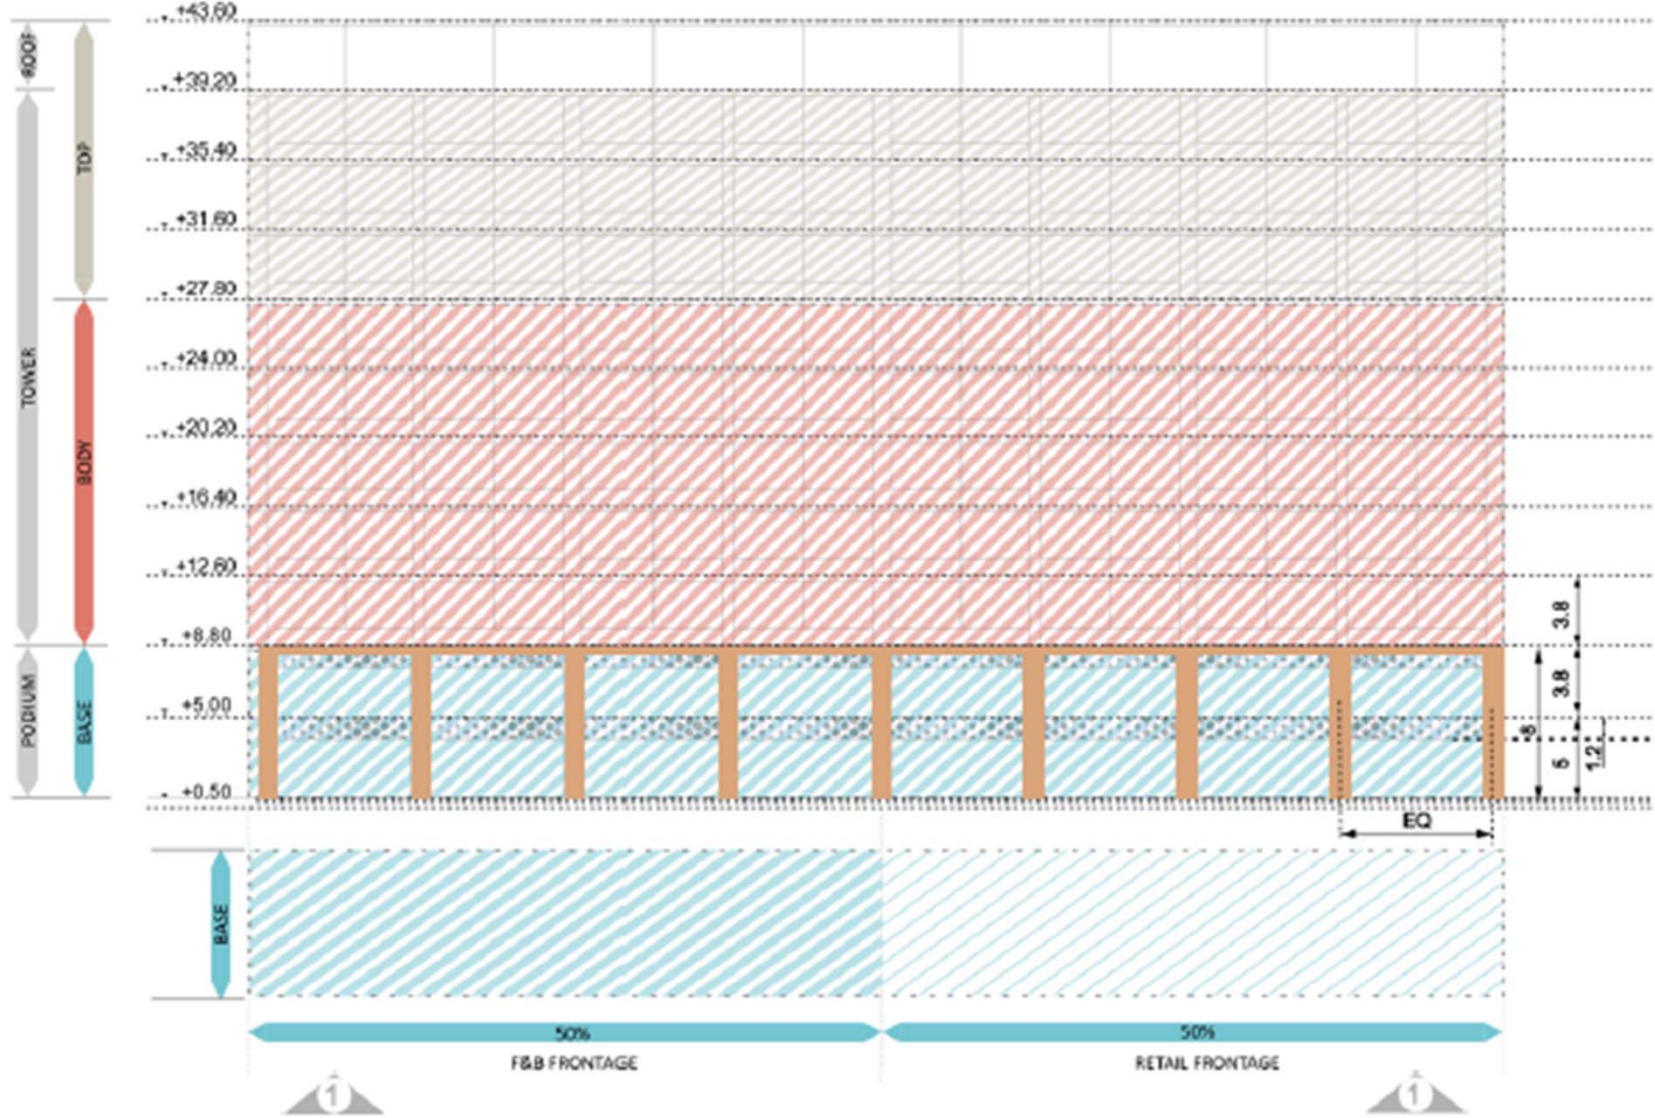 +43.60
ROOF
+39.20
TOP
+35.40
+31.60
+27.80
+24.00
TOWER
+20.20
BODY
+16.40
+12.60
3.8
+8.80
3.8
PODIUM
BASE
+5.00
8
5
1.2
+0.50
EQ
BASE
50%
50%
F&B FRONTAGE
RETAIL FRONTAGE
1
1